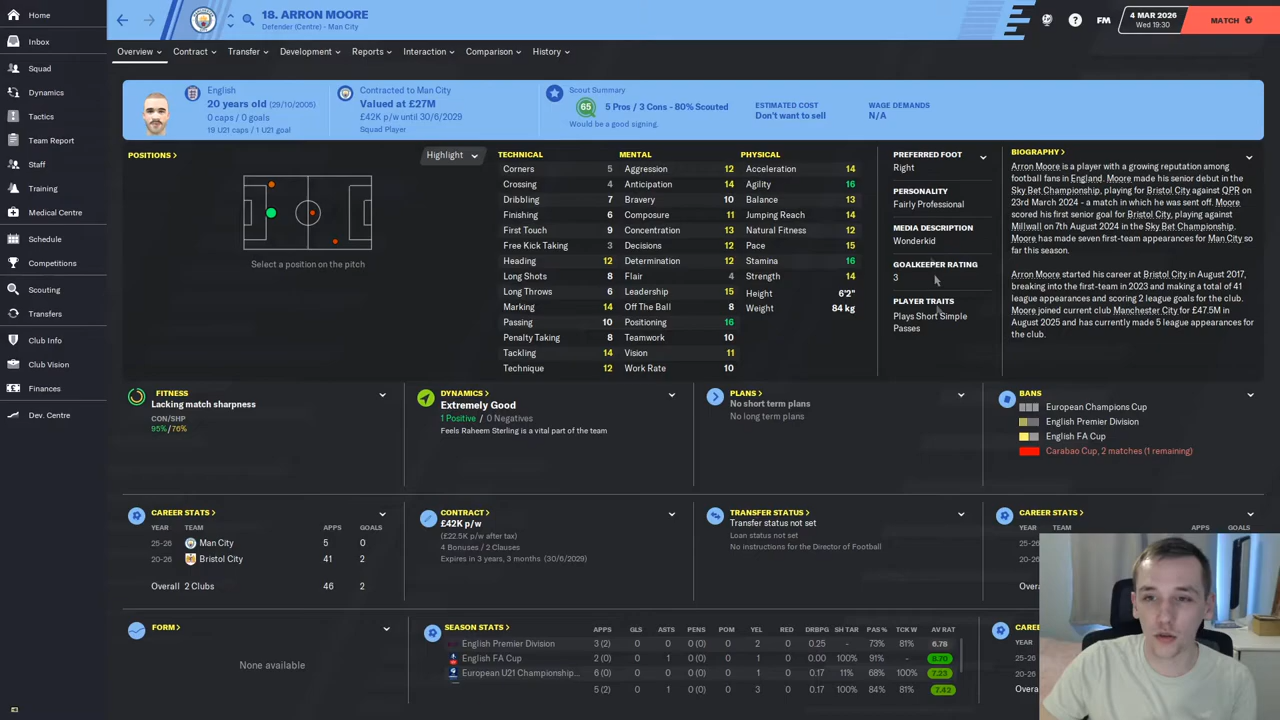 Home
Inbox
Squad
Dynamics
Tactics
Team Report
Staff
Training
Medical Centre
Schedule
Competitions
Scouting
Transfers
Club Info
Club Vision
Finances
Dev. Centre
18. ARRON MOORE
Defender (Centre) - Man City
FM
4 MAR 2026
Wed 19:30
MATCH
Overview
Contract
Transfer
Development
Reports
Interaction
Comparison
History
English
20 years old (29/10/2005)
0 caps / 0 goals
19 U21 caps / 1 U21 goal
Contracted to Man City
Valued at £27M
£42K p/w until 30/6/2029
Squad Player
Scout Summary
65
5 Pros / 3 Cons - 80% Scouted
Would be a good signing.
ESTIMATED COST
Don't want to sell
WAGE DEMANDS
N/A
POSITIONS
Highlight
Select a position on the pitch
TECHNICAL
Corners 5
Crossing 4
Dribbling 7
Finishing 6
First Touch 9
Free Kick Taking 3
Heading 12
Long Shots 8
Long Throws 6
Marking 14
Passing 10
Penalty Taking 8
Tackling 14
Technique 12
MENTAL
Aggression 12
Anticipation 14
Bravery 10
Composure 11
Concentration 13
Decisions 12
Determination 12
Flair 4
Leadership 15
Off The Ball 8
Positioning 16
Teamwork 10
Vision 11
Work Rate 10
PHYSICAL
Acceleration 14
Agility 16
Balance 13
Jumping Reach 14
Natural Fitness 12
Pace 15
Stamina 16
Strength 14
Height 6'2"
Weight 84 kg
PREFERRED FOOT
Right
PERSONALITY
Fairly Professional
MEDIA DESCRIPTION
Wonderkid
GOALKEEPER RATING
3
PLAYER TRAITS
Plays Short Simple
Passes
BIOGRAPHY
Arron Moore is a player with a growing reputation among
football fans in England. Moore made his senior debut in the
Sky Bet Championship, playing for Bristol City against QPR on
23rd March 2024 - a match in which he was sent off. Moore
scored his first senior goal for Bristol City, playing against
Millwall on 7th August 2024 in the Sky Bet Championship.
Moore has made seven first-team appearances for Man City so
far this season.
Arron Moore started his career at Bristol City in August 2017,
breaking into the first-team in 2023 and making a total of 41
league appearances and scoring 2 league goals for the club.
Moore joined current club Manchester City for £47.5M in
August 2025 and has currently made 5 league appearances for
the club.
FITNESS
Lacking match sharpness
CON/SHP
95%/76%
DYNAMICS
Extremely Good
1 Positive / 0 Negatives
Feels Raheem Sterling is a vital part of the team
PLANS
No short term plans
No long term plans
BANS
European Champions Cup
English Premier Division
English FA Cup
Carabao Cup, 2 matches (1 remaining)
CAREER STATS
YEAR TEAM APPS GOALS
25-26 Man City 5 0
20-26 Bristol City 41 2
Overall 2 Clubs 46 2
CONTRACT
£42K p/w
(£22.5K p/w after tax)
4 Bonuses / 2 Clauses
Expires in 3 years, 3 months (30/6/2029)
TRANSFER STATUS
Transfer status not set
Loan status not set
No instructions for the Director of Football
CAREER STATS
YEAR TEAM APPS GOALS
25-26
20-26
FORM
None available
SEASON STATS
APPS GLS ASTS PENS POM YEL RED DRBPG SH TAR PAS % TCK W AV RAT
English Premier Division 3 (2) 0 0 0 (0) 0 2 0 0.25 - 73% 81% 6.78
English FA Cup 2 (0) 0 1 0 (0) 0 1 0 0.00 100% 91% - 8.70
European U21 Championship... 6 (0) 0 0 0 (0) 0 1 0 0.17 11% 68% 100% 7.23
5 (2) 0 1 0 (0) 0 3 0 0.17 100% 84% 81% 7.42
YEAR
25-26